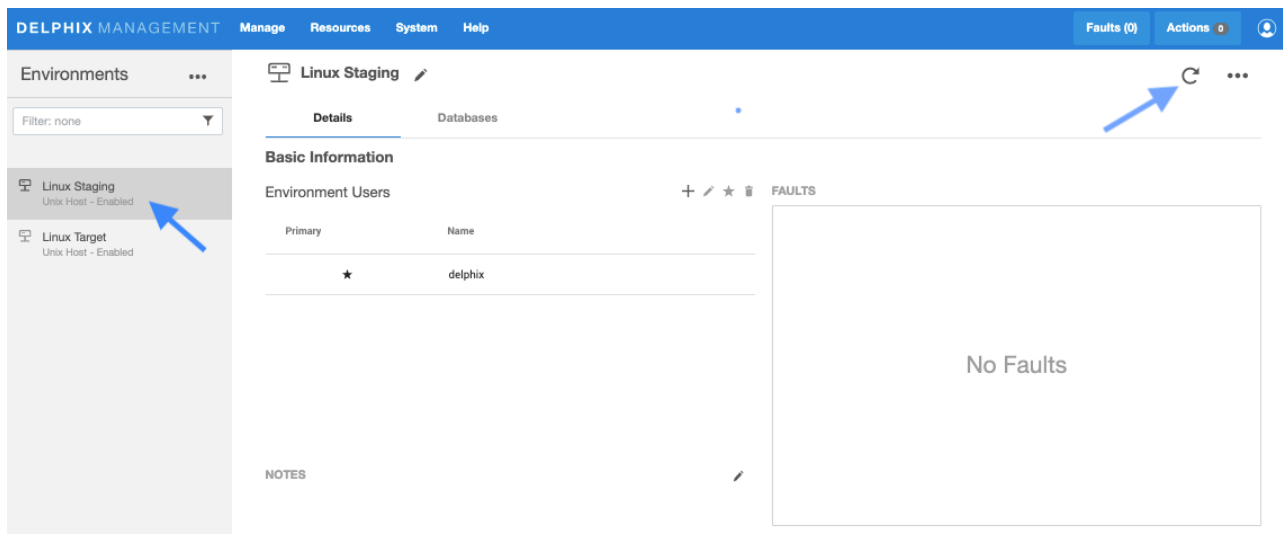 DELPHIX MANAGEMENT Manage Resources System Help Faults (0) Actions 0
Environments
Filter: none
Linux Staging
Unix Host - Enabled
Linux Target
Unix Host - Enabled
Linux Staging
Details Databases
Basic Information
Environment Users
Primary Name
delphix
NOTES
FAULTS
No Faults